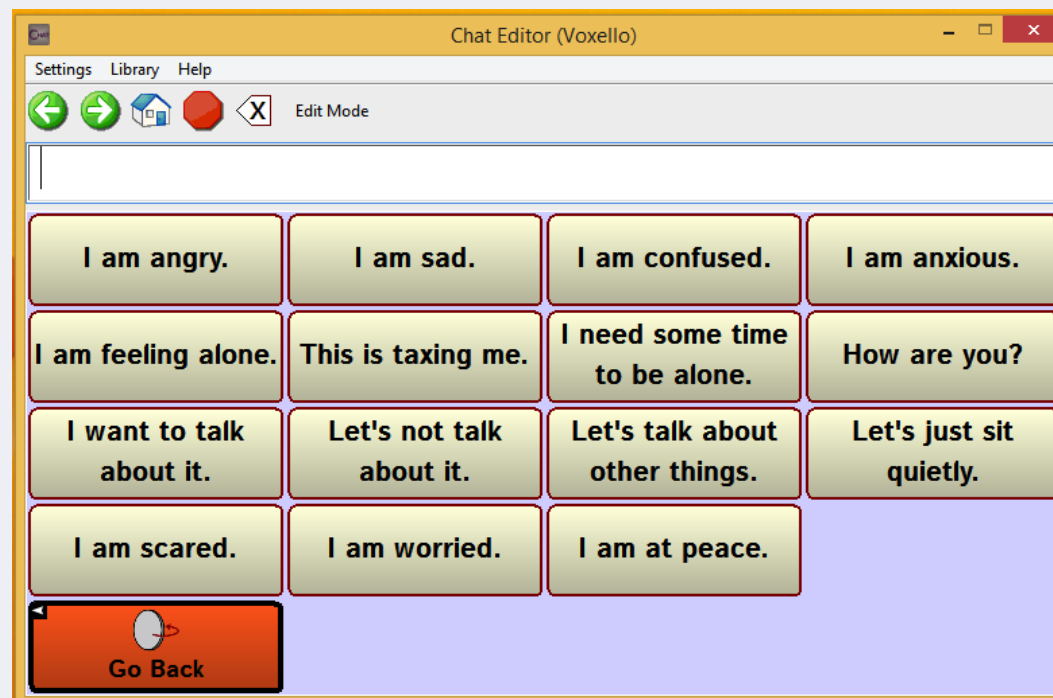 CHAT
Chat Editor (Voxello)
Settings Library Help
X Edit Mode
I am angry.
I am sad.
I am confused.
I am anxious.
I am feeling alone.
This is taxing me.
I need some time
to be alone.
How are you?
I want to talk
about it.
Let's not talk
about it.
Let's talk about
other things.
Let's just sit
quietly.
I am scared.
I am worried.
I am at peace.
Go Back